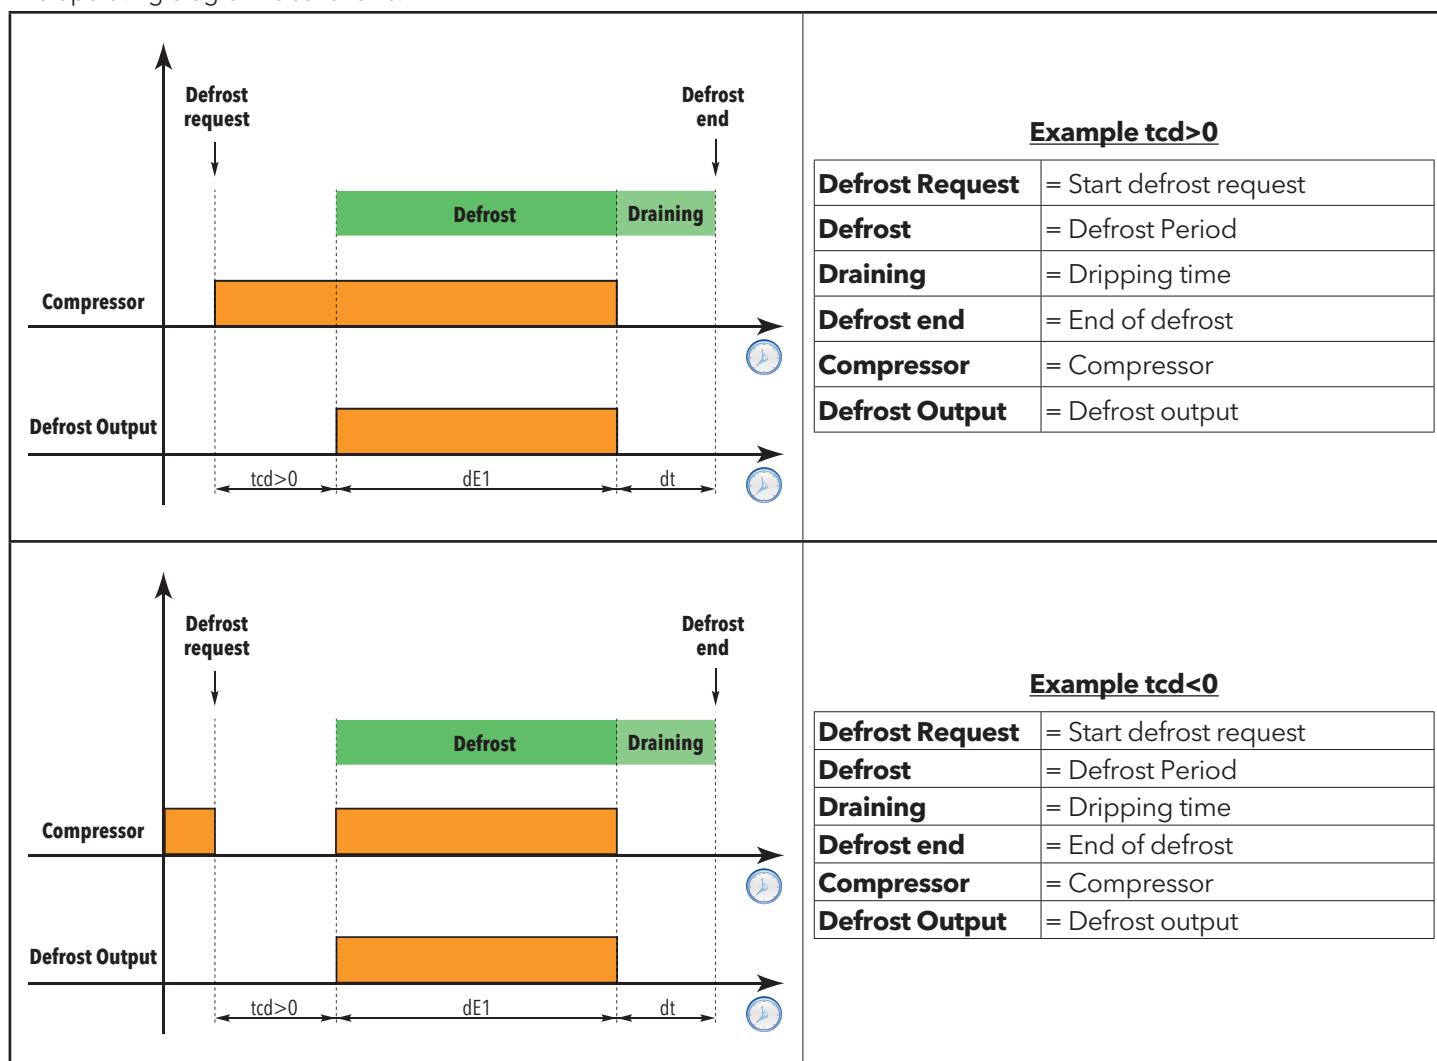 Defrost
request
Defrost
end
Defrost
Draining
Compressor
Defrost Output
tcd>0
dE1
dt
Example tcd>0
Defrost Request = Start defrost request
Defrost = Defrost Period
Draining = Dripping time
Defrost end = End of defrost
Compressor = Compressor
Defrost Output = Defrost output
Defrost
request
Defrost
end
Defrost
Draining
Compressor
Defrost Output
tcd>0
dE1
dt
Example tcd<0
Defrost Request = Start defrost request
Defrost = Defrost Period
Draining = Dripping time
Defrost end = End of defrost
Compressor = Compressor
Defrost Output = Defrost output